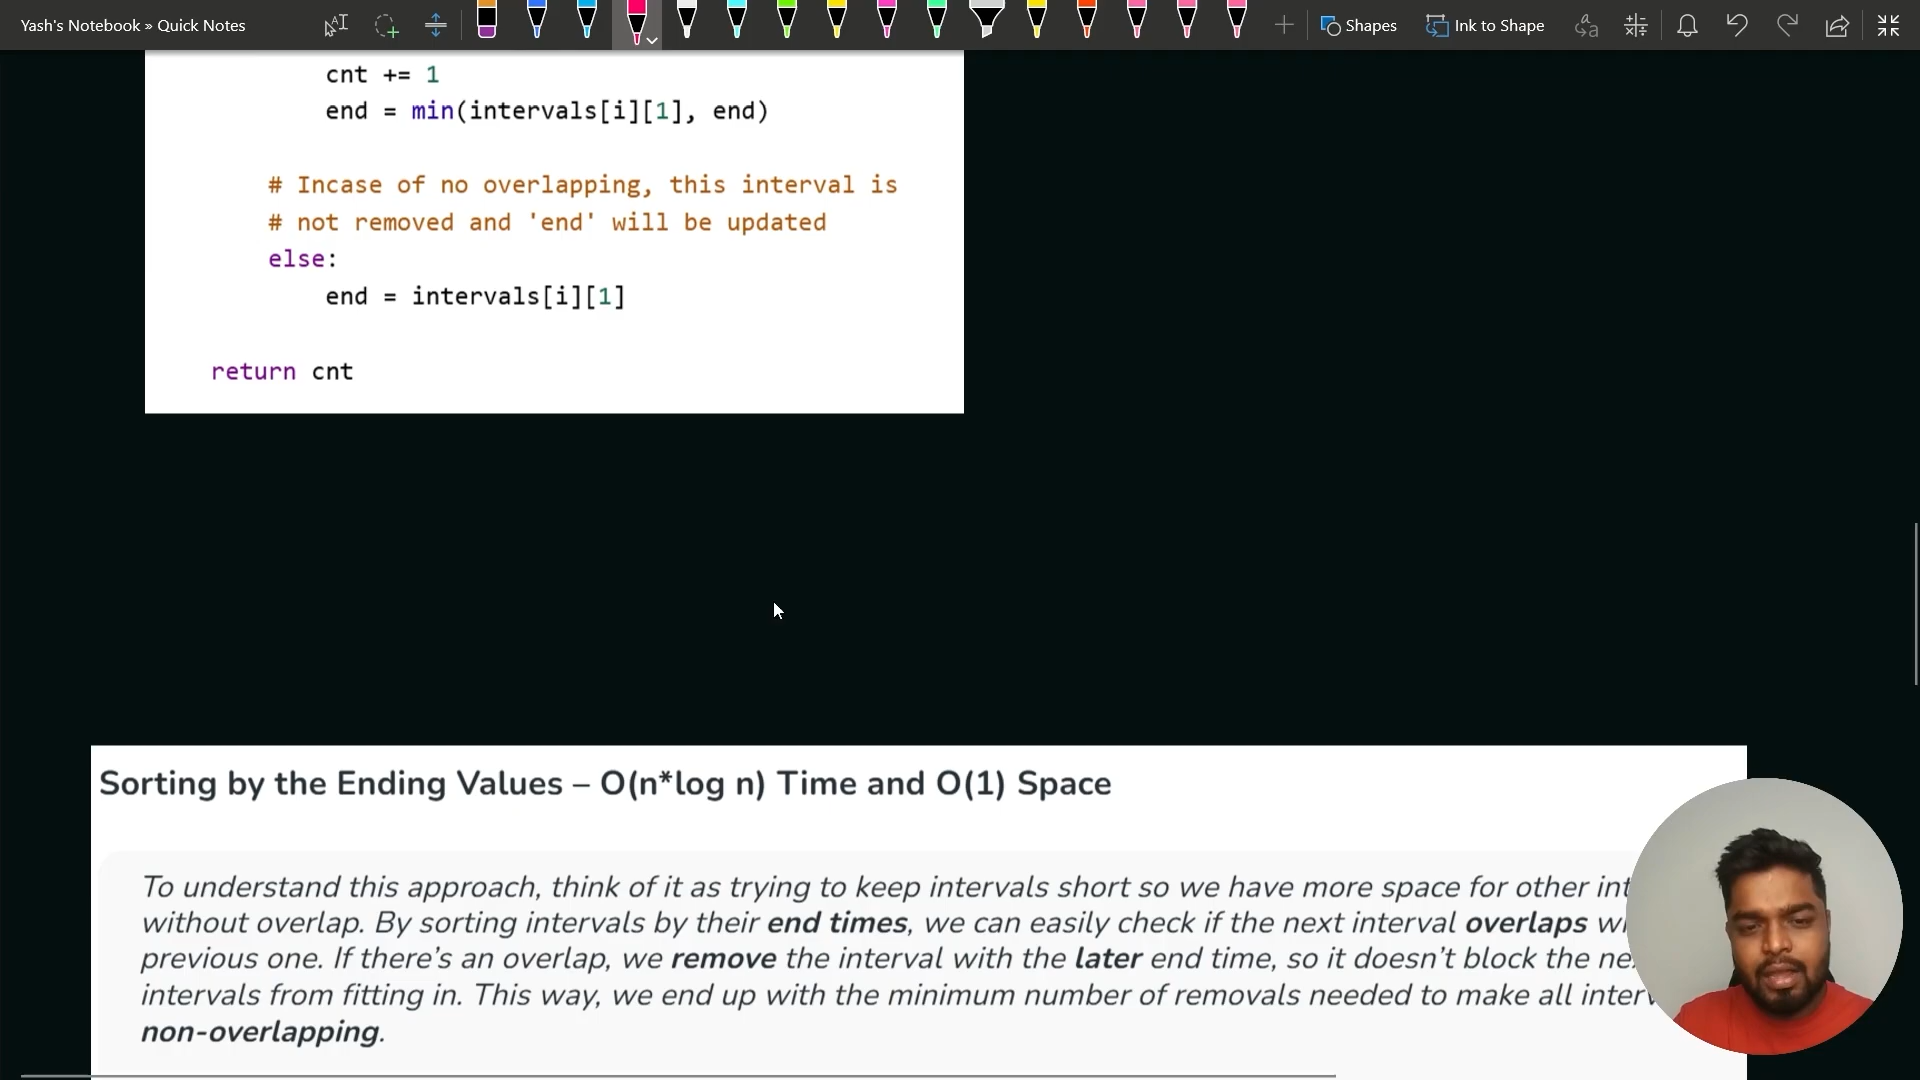 Yash's Notebook » Quick Notes
Shapes
Ink to Shape
cnt += 1
end = min(intervals[i][1], end)
# Incase of no overlapping, this interval is
# not removed and 'end' will be updated
else:
end = intervals[i][1]
return cnt
Sorting by the Ending Values – O(n*log n) Time and O(1) Space
To understand this approach, think of it as trying to keep intervals short so we have more space for other
without overlap. By sorting intervals by their end times, we can easily check if the next interval overlaps
previous one. If there's an overlap, we remove the interval with the later end time, so it doesn't block the
intervals from fitting in. This way, we end up with the minimum number of removals needed to make all
non-overlapping.